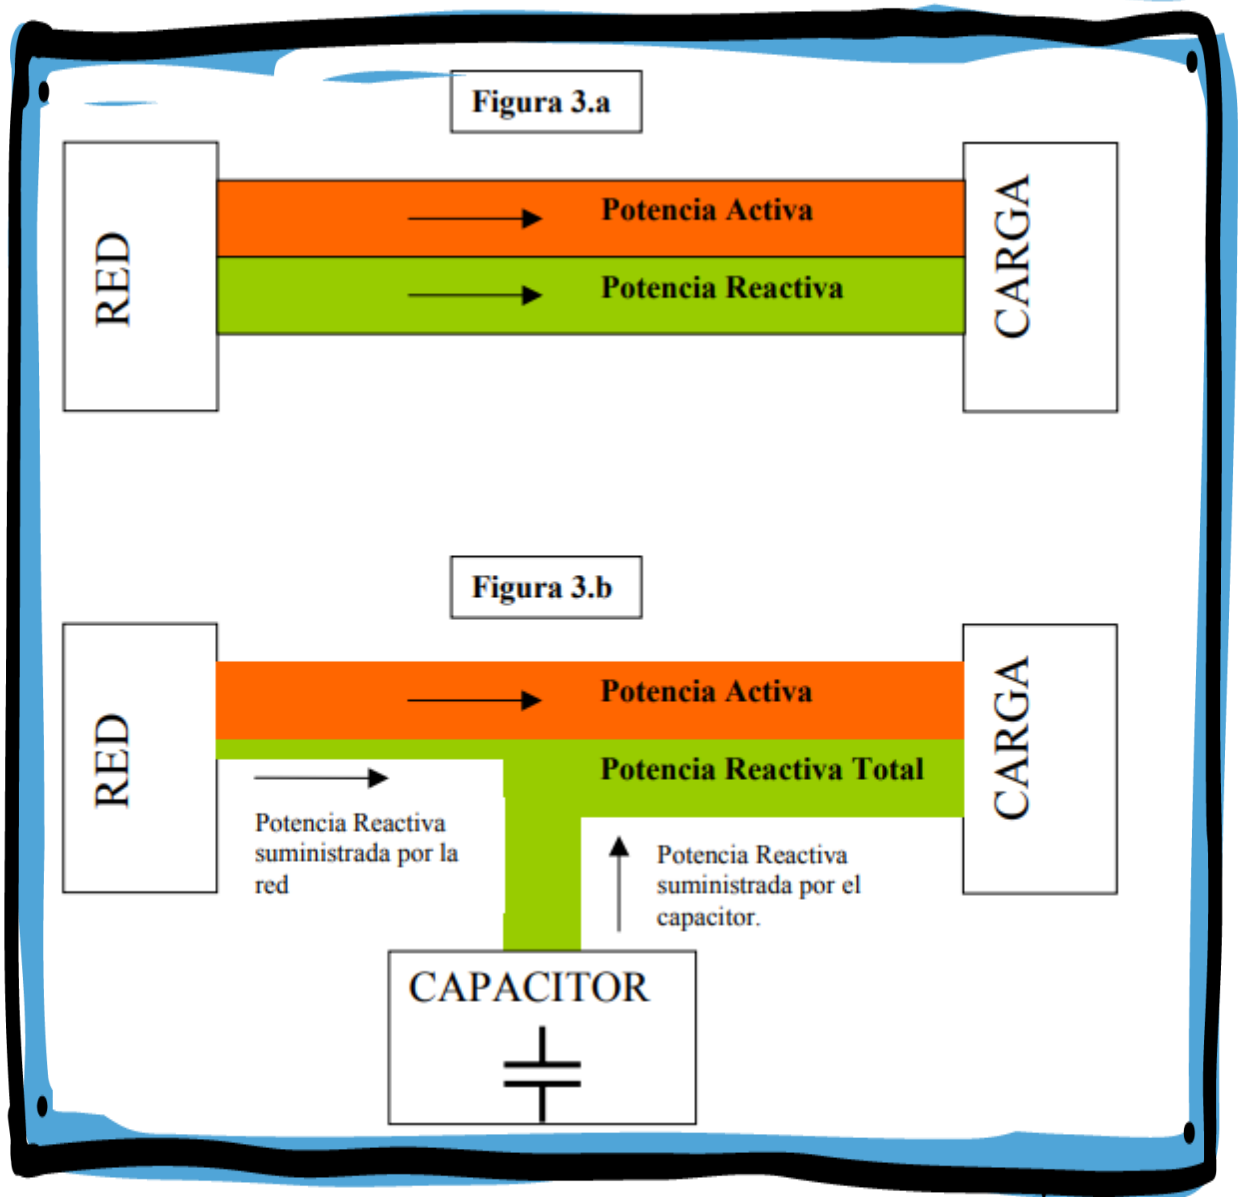 Figura 3.a
RED
Potencia Activa
Potencia Reactiva
CARGA
Figura 3.b
RED
Potencia Activa
Potencia Reactiva Total
CARGA
Potencia Reactiva
suministrada por la
red
Potencia Reactiva
suministrada por el
capacitor.
CAPACITOR